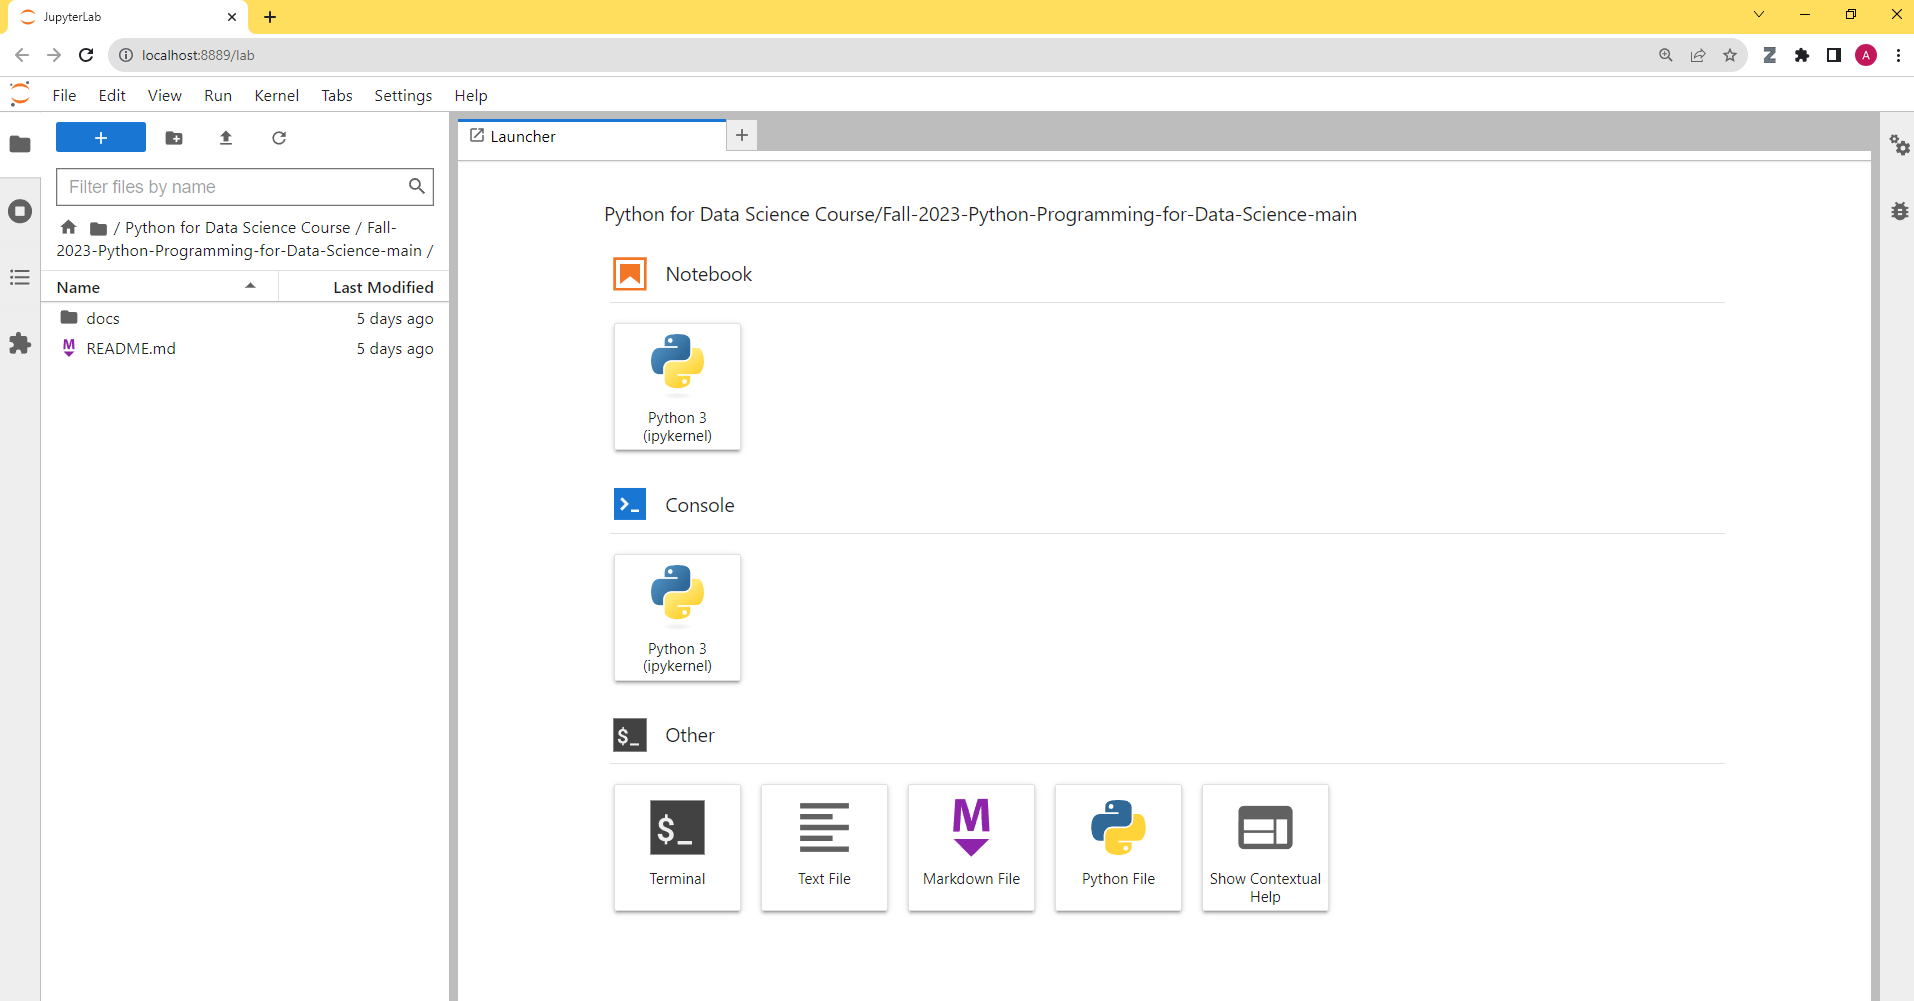 JupyterLab
localhost:8889/lab
A
File Edit View Run Kernel Tabs Settings Help
Filter files by name
/ Python for Data Science Course / Fall-
2023-Python-Programming-for-Data-Science-main /
Name Last Modified
docs 5 days ago
README.md 5 days ago
Launcher
Python for Data Science Course/Fall-2023-Python-Programming-for-Data-Science-main
Notebook
Python 3
(ipykernel)
Console
Python 3
(ipykernel)
$_ Other
$_
M
Terminal
Text File
Markdown File
Python File
Show Contextual
Help